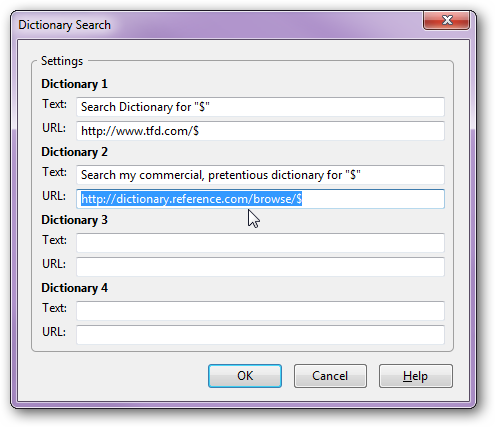 Dictionary Search
Settings
Dictionary 1
Text: Search Dictionary for "$"
URL: http://www.tfd.com/$
Dictionary 2
Text: Search my commercial, pretentious dictionary for "$"
URL: http://dictionary.reference.com/browse/$
Dictionary 3
Text:
URL:
Dictionary 4
Text:
URL:
OK Cancel Help